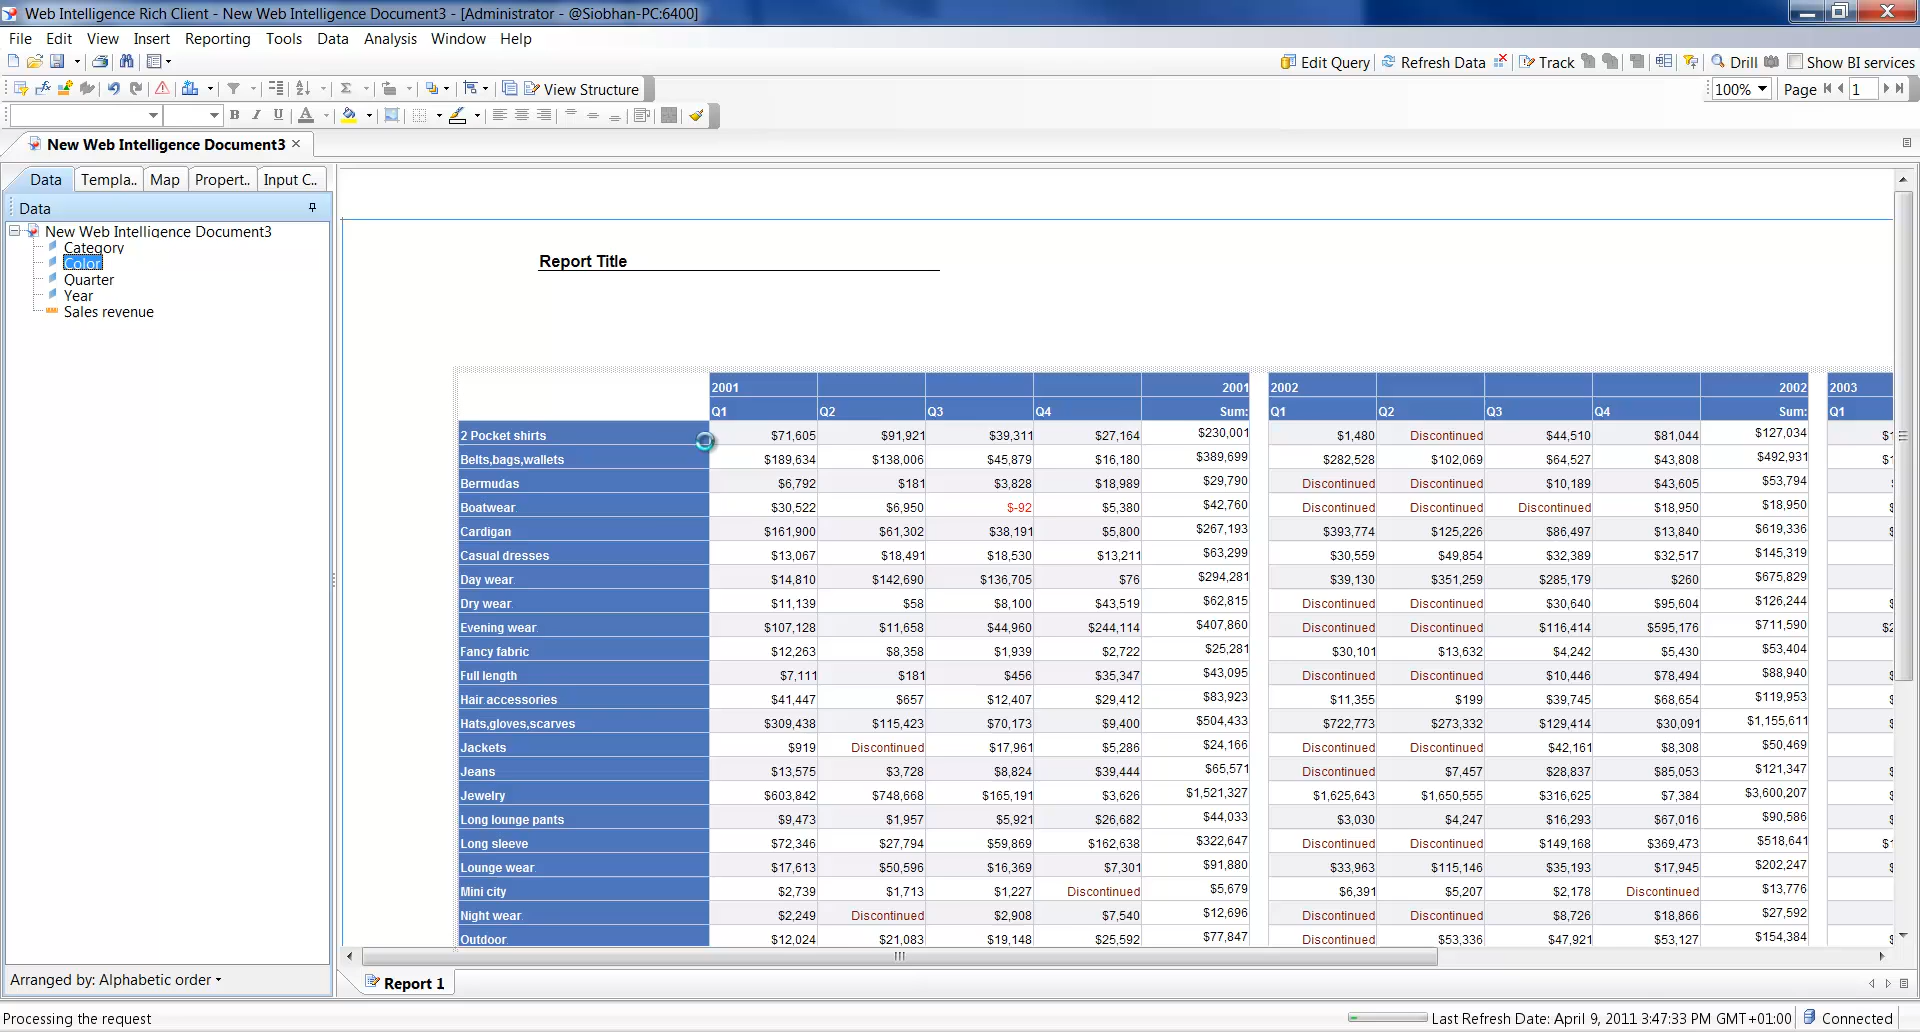 Web Intelligence Rich Client - New Web Intelligence Document3 - [Administrator - @Siobhan-PC:6400]
File Edit View Insert Reporting Tools Data Analysis Window Help
Edit Query Refresh Data Track Drill Show BI services
View Structure 100% Page 1
B I U A
New Web Intelligence Document3
Data Templa.. Map Propert.. Input C..
Data
New Web Intelligence Document3
Category
Color
Quarter
Year
Sales revenue
Report Title
2001 2001 2002 2002 2003
Q1 Q2 Q3 Q4 Sum: Q1 Q2 Q3 Q4 Sum: Q1
2 Pocket shirts $71,605 $91,921 $39,311 $27,164 $230,001 $1,480 Discontinued $44,510 $81,044 $127,034
Belts,bags,wallets $189,634 $138,006 $45,879 $16,180 $389,699 $282,528 $102,069 $64,527 $43,808 $492,931
Bermudas $6,792 $181 $3,828 $18,989 $29,790 Discontinued Discontinued $10,189 $43,605 $53,794
Boatwear $30,522 $6,950 $-92 $5,380 $42,760 Discontinued Discontinued Discontinued $18,950 $18,950
Cardigan $161,900 $61,302 $38,191 $5,800 $267,193 $393,774 $125,226 $86,497 $13,840 $619,336
Casual dresses $13,067 $18,491 $18,530 $13,211 $63,299 $30,559 $49,854 $32,389 $32,517 $145,319
Day wear $14,810 $142,690 $136,705 $76 $294,281 $39,130 $351,259 $285,179 $260 $675,829
Dry wear $11,139 $58 $8,100 $43,519 $62,815 Discontinued Discontinued $30,640 $95,604 $126,244
Evening wear $107,128 $11,658 $44,960 $244,114 $407,860 Discontinued Discontinued $116,414 $595,176 $711,590
Fancy fabric $12,263 $8,358 $1,939 $2,722 $25,281 $30,101 $13,632 $4,242 $5,430 $53,404
Full length $7,111 $181 $456 $35,347 $43,095 Discontinued Discontinued $10,446 $78,494 $88,940
Hair accessories $41,447 $657 $12,407 $29,412 $83,923 $11,355 $199 $39,745 $68,654 $119,953
Hats,gloves,scarves $309,438 $115,423 $70,173 $9,400 $504,433 $722,773 $273,332 $129,414 $30,091 $1,155,611
Jackets $919 Discontinued $17,961 $5,286 $24,166 Discontinued Discontinued $42,161 $8,308 $50,469
Jeans $13,575 $3,728 $8,824 $39,444 $65,571 Discontinued $7,457 $28,837 $85,053 $121,347
Jewelry $603,842 $748,668 $165,191 $3,626 $1,521,327 $1,625,643 $1,650,555 $316,625 $7,384 $3,600,207
Long lounge pants $9,473 $1,957 $5,921 $26,682 $44,033 $3,030 $4,247 $16,293 $67,016 $90,586
Long sleeve $72,346 $27,794 $59,869 $162,638 $322,647 Discontinued Discontinued $149,168 $369,473 $518,641
Lounge wear $17,613 $50,596 $16,369 $7,301 $91,880 $33,963 $115,146 $35,193 $17,945 $202,247
Mini city $2,739 $1,713 $1,227 Discontinued $5,679 $6,391 $5,207 $2,178 Discontinued $13,776
Night wear $2,249 Discontinued $2,908 $7,540 $12,696 Discontinued Discontinued $8,726 $18,866 $27,592
Outdoor $12,024 $21,083 $19,148 $25,592 $77,847 Discontinued $53,336 $47,921 $53,127 $154,384
Arranged by: Alphabetic order
Report 1
Processing the request Last Refresh Date: April 9, 2011 3:47:33 PM GMT+01:00 Connected